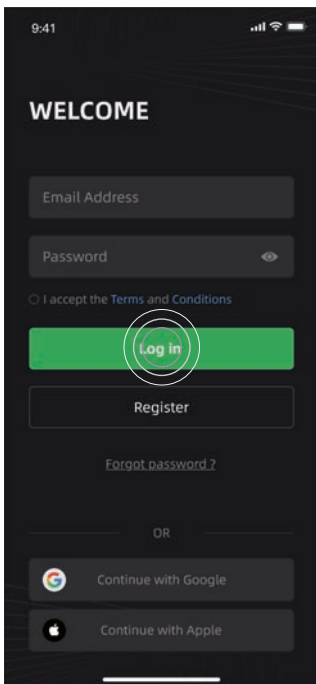 9:41
WELCOME
Email Address
Password
I accept the Terms and Conditions
Log in
Register
Forgot password ?
OR
Continue with Google
Continue with Apple